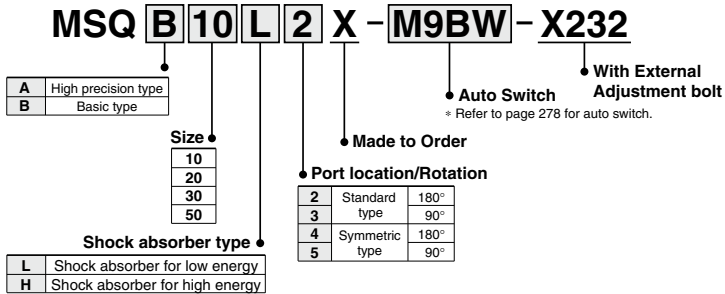 MSQ B 10 L 2 X – M9BW – X232
With External
Adjustment bolt
A High precision type
B Basic type
Auto Switch
∗ Refer to page 278 for auto switch.
Size
10
20
30
50
Made to Order
Port location/Rotation
2 Standard type 180°
3 90°
4 Symmetric type 180°
5 90°
Shock absorber type
L Shock absorber for low energy
H Shock absorber for high energy